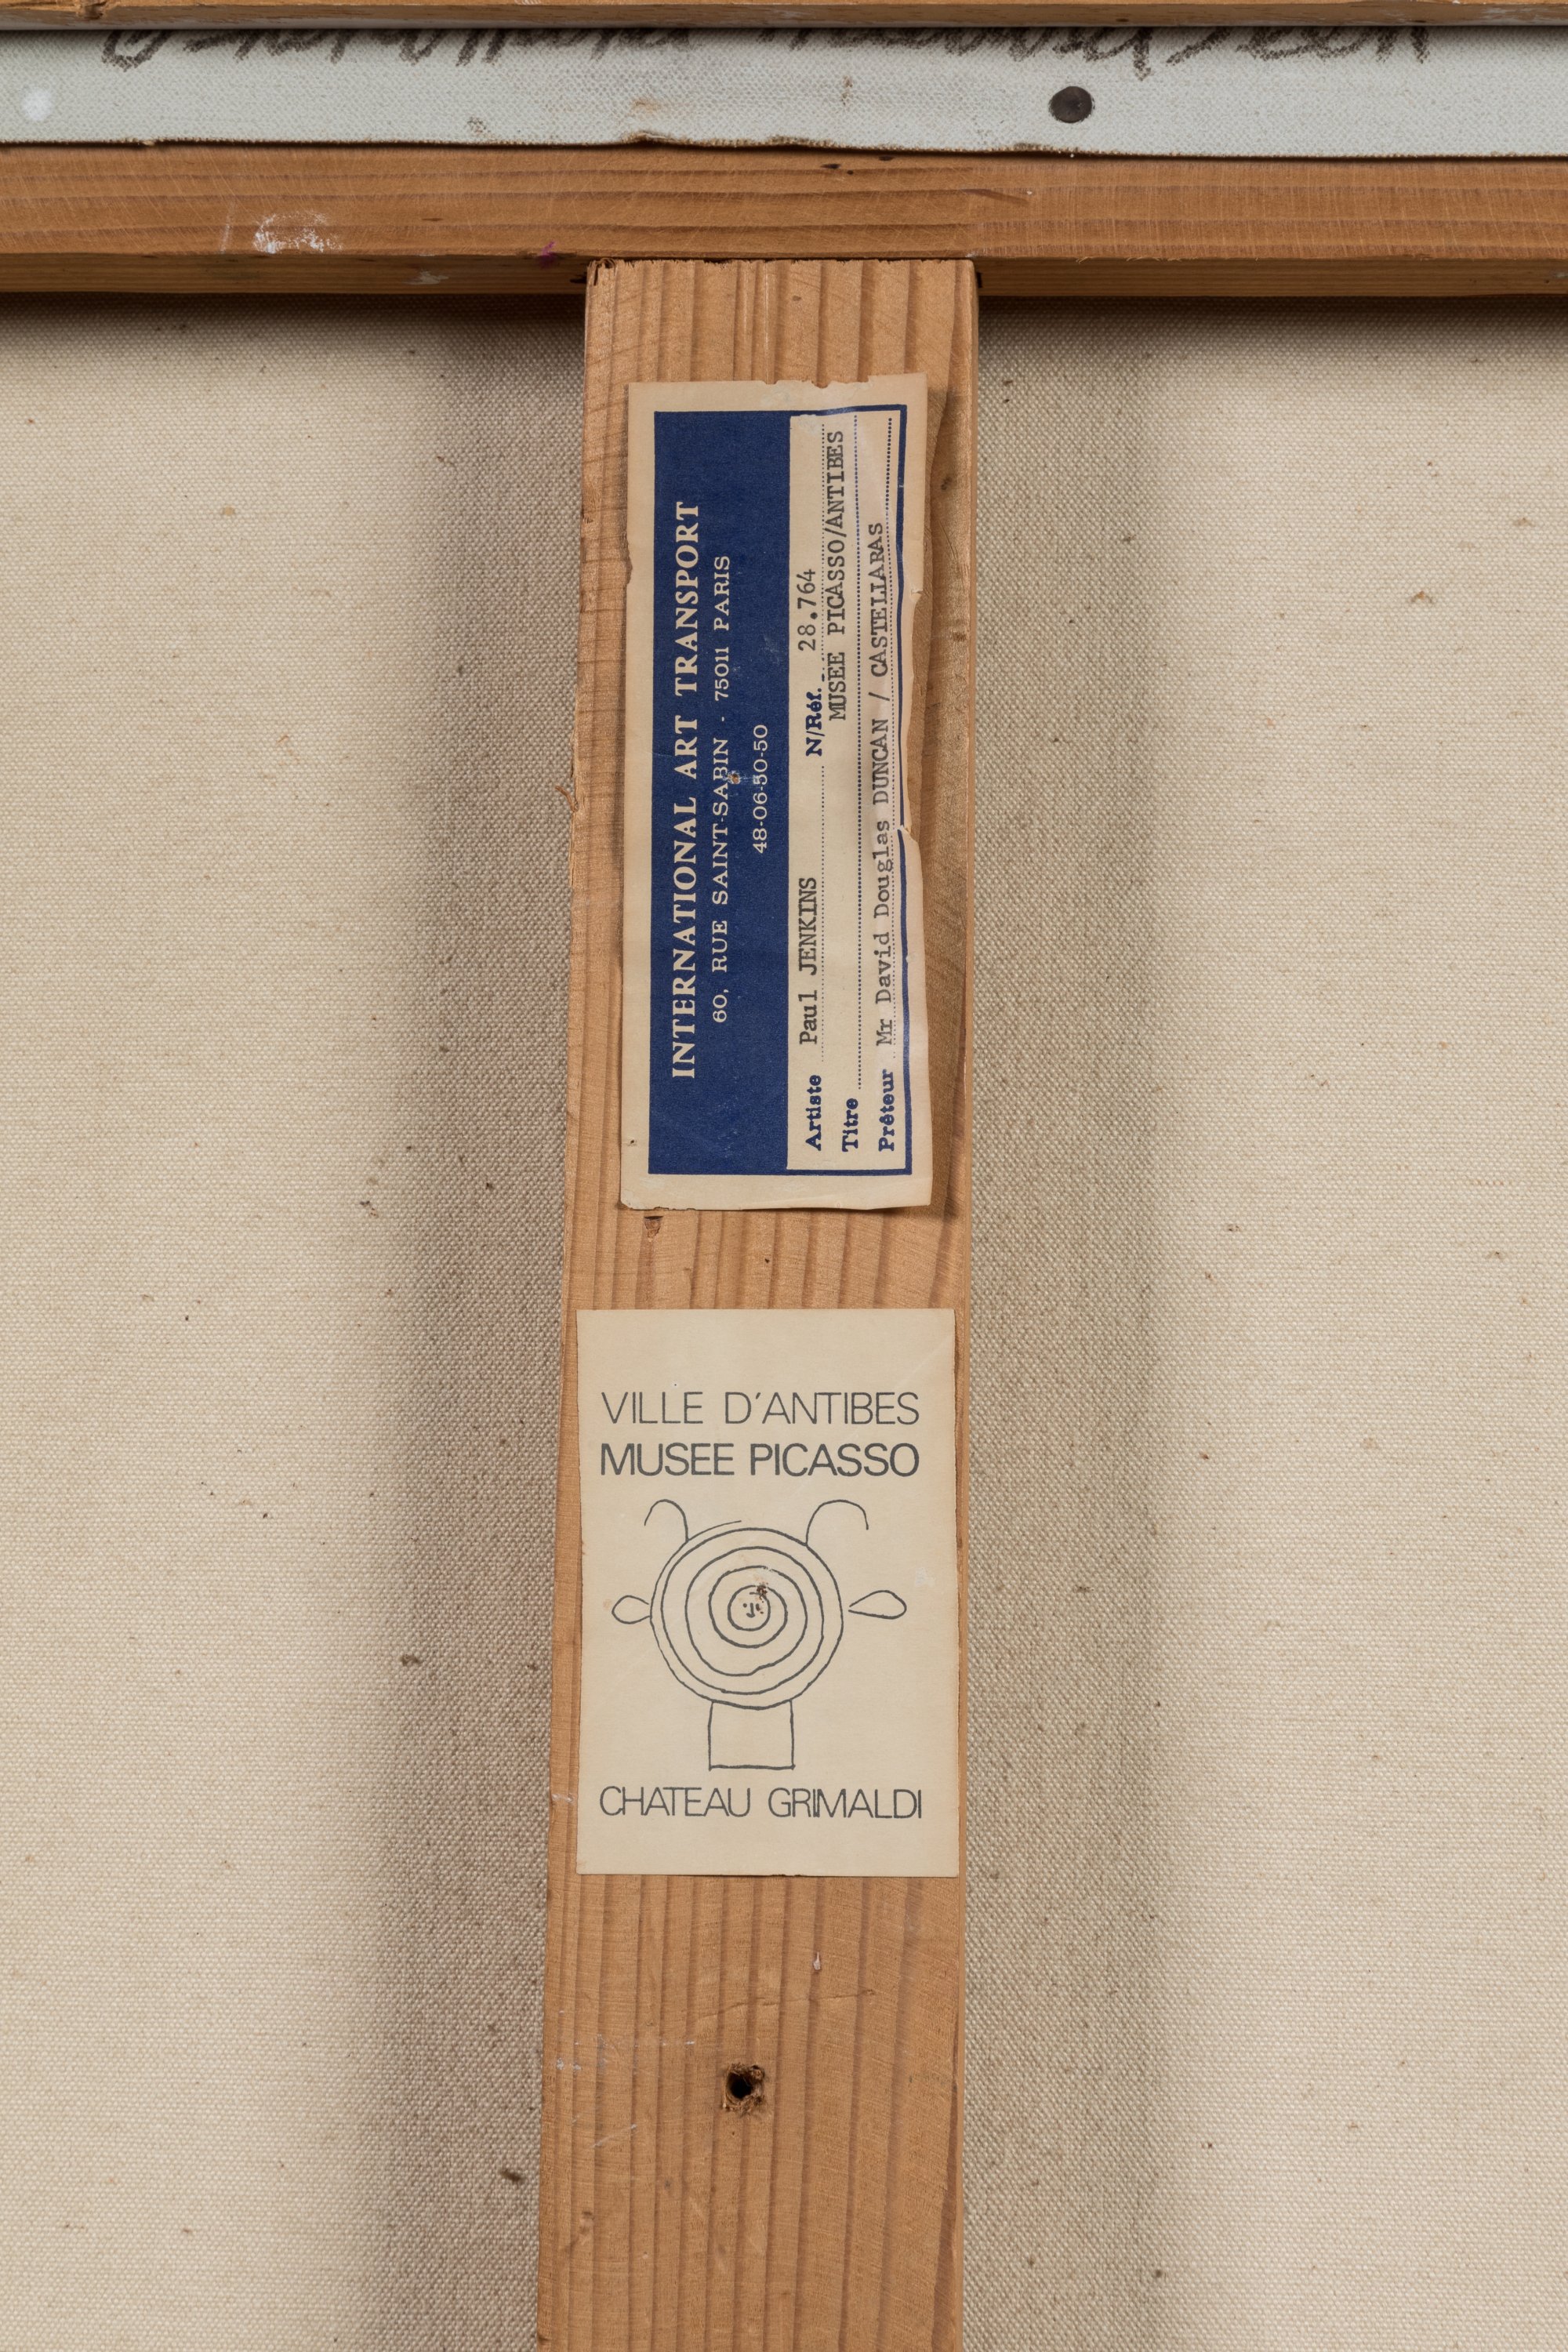 INTERNATIONAL ART TRANSPORT
60, RUE SAINT-SABIN - 75011 PARIS
48-06-50-50
Artiste Paul JENKINS N/Réf. 28.764
Titre MUSEE PICASSO/ANTIBES
Prêteur Mr David Douglas DUNCAN / CASTELLARAS
VILLE D'ANTIBES
MUSEE PICASSO
CHATEAU GRIMALDI